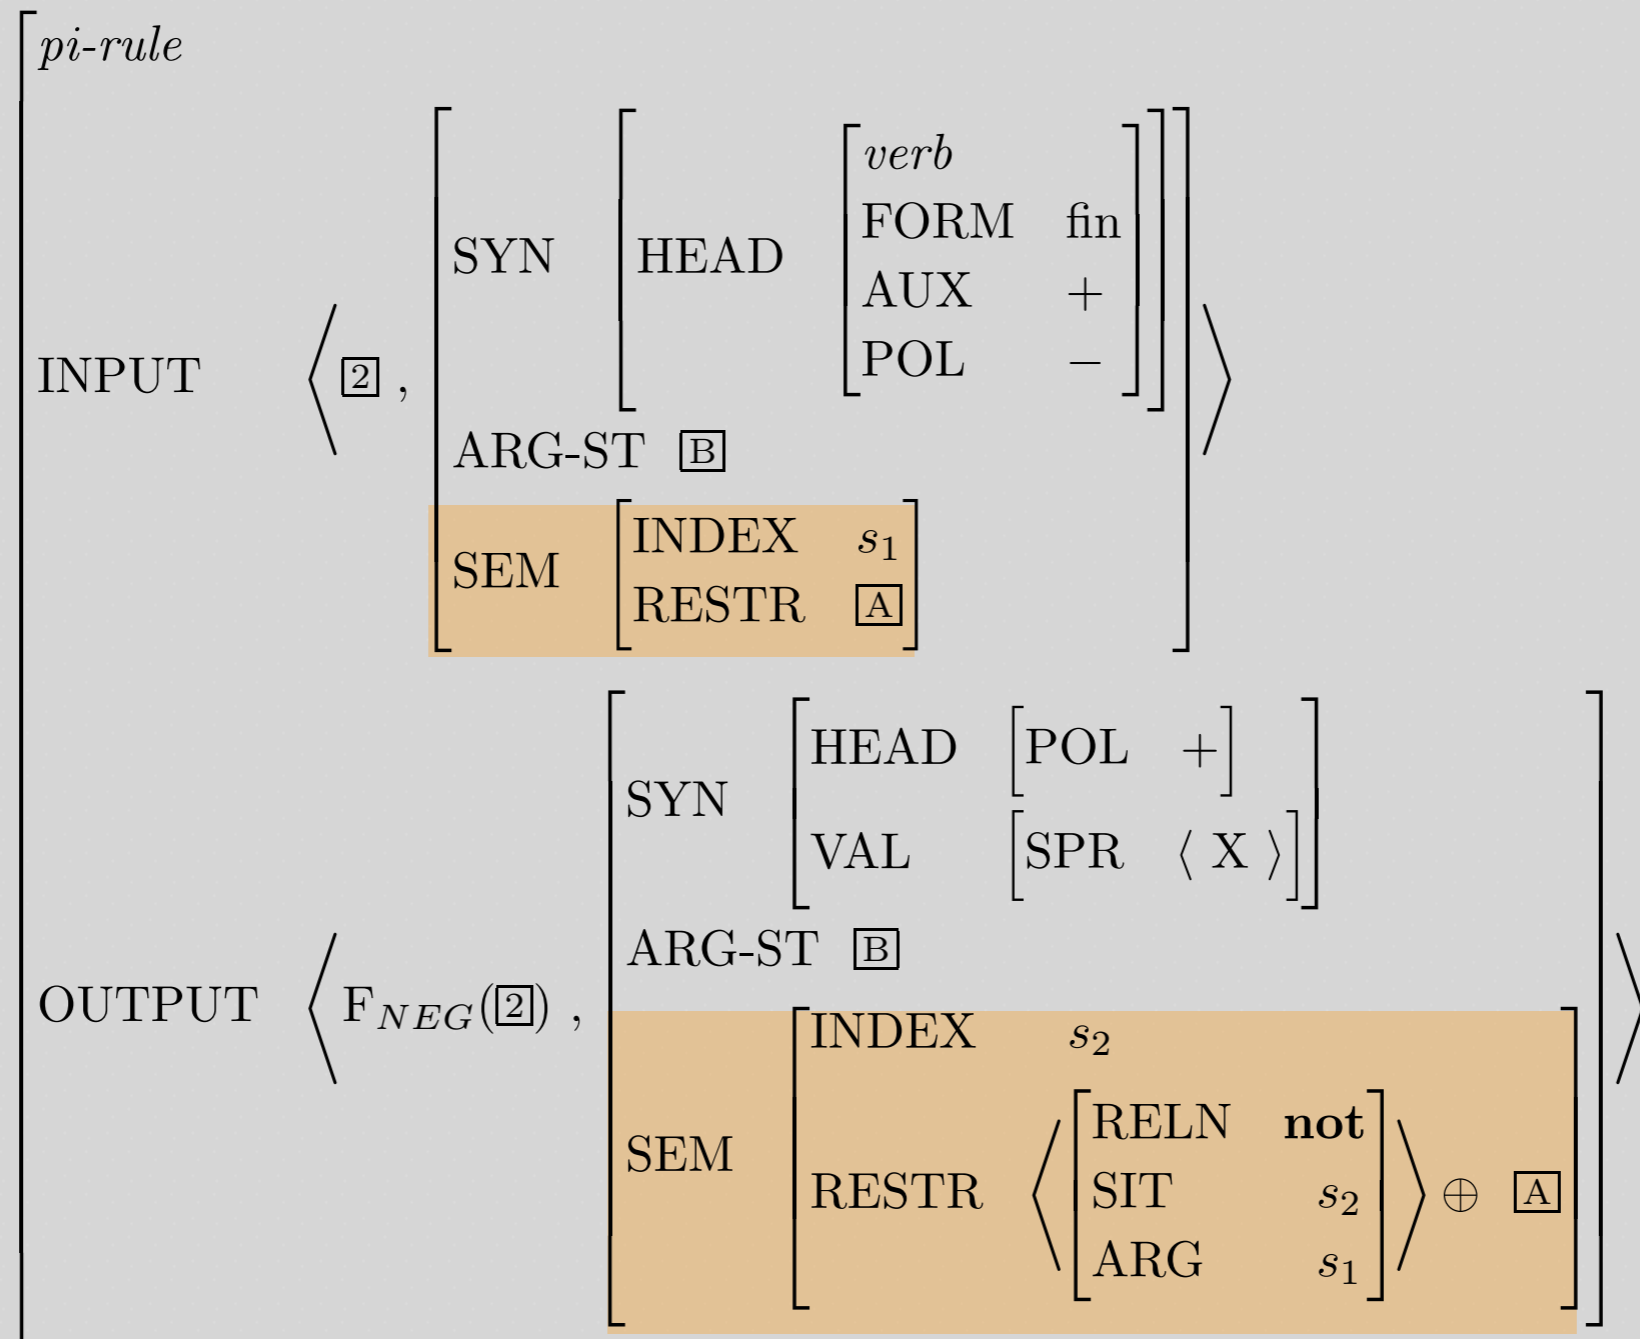 pi-rule
verb
FORM fin
SYN HEAD AUX +
POL −
INPUT ⟨ 2 ,
ARG-ST B
INDEX s₁
SEM
RESTR A
HEAD [POL +]
SYN
VAL [SPR ⟨ X ⟩]
ARG-ST B
OUTPUT ⟨ F_NEG(2) ,
INDEX s₂
RELN not
SEM
RESTR ⟨ SIT s₂ ⟩ ⊕ A
ARG s₁